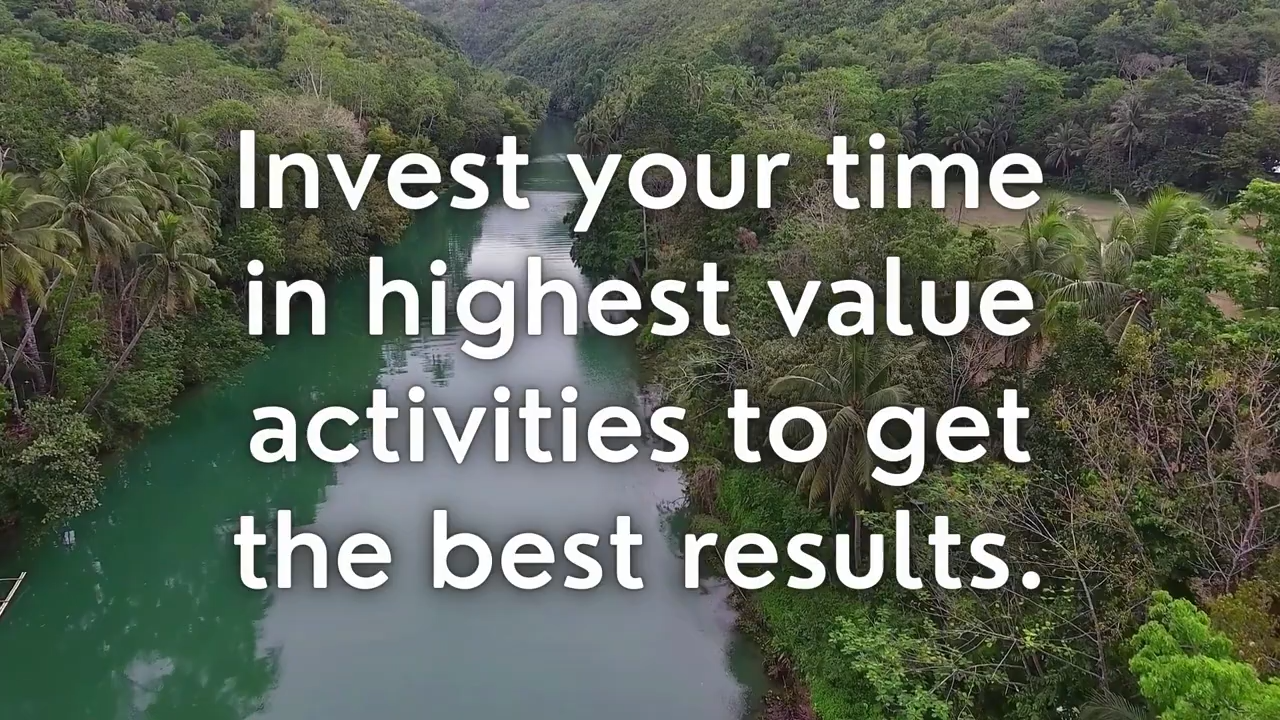 Invest your time
in highest value
activities to get
the best results.